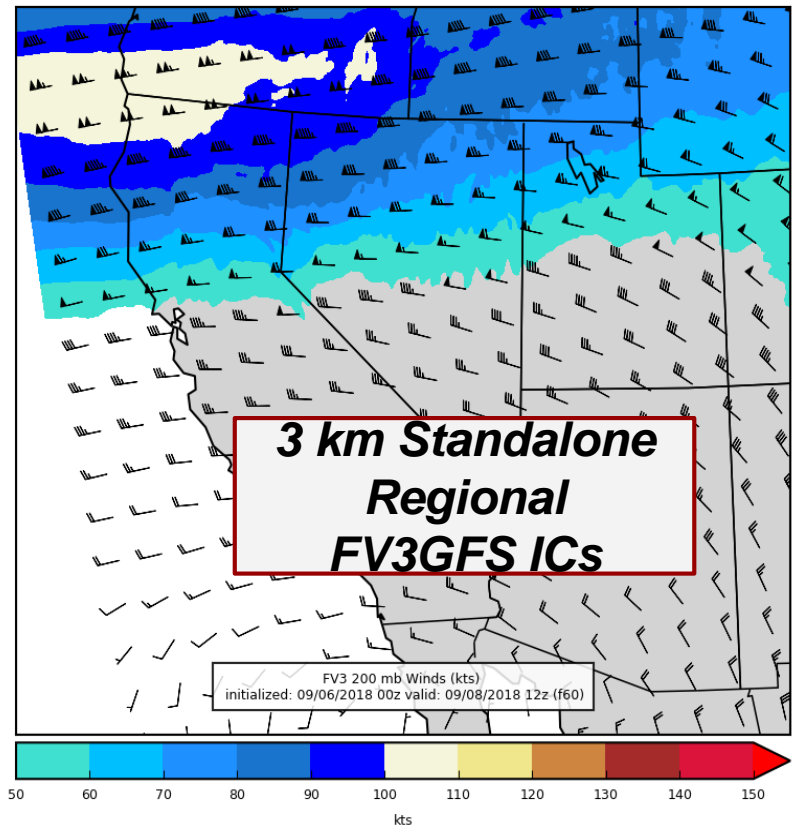 3 km Standalone
Regional
FV3GFS ICs
FV3 200 mb Winds (kts)
initialized: 09/06/2018 00z valid: 09/08/2018 12z (f60)
50 60 70 80 90 100 110 120 130 140 150
kts